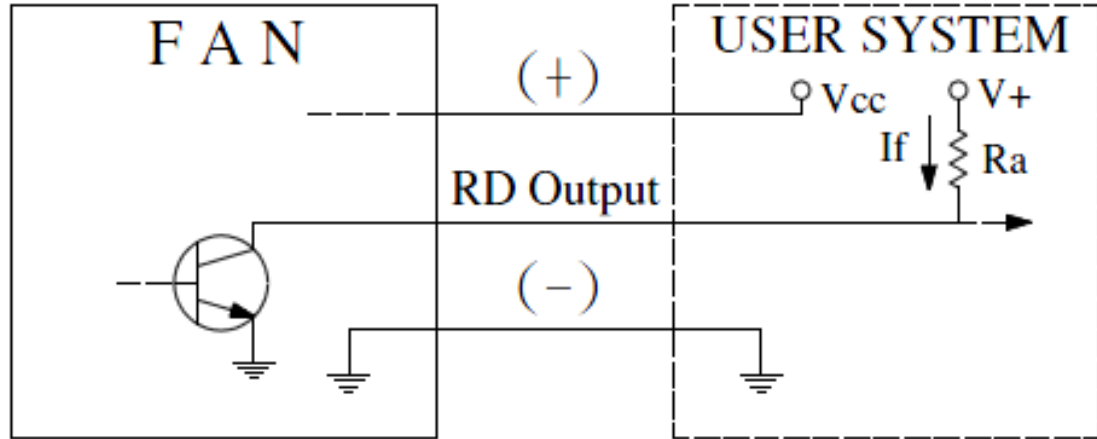 F A N
USER SYSTEM
(+)
Vcc
V+
If
Ra
RD Output
(-)